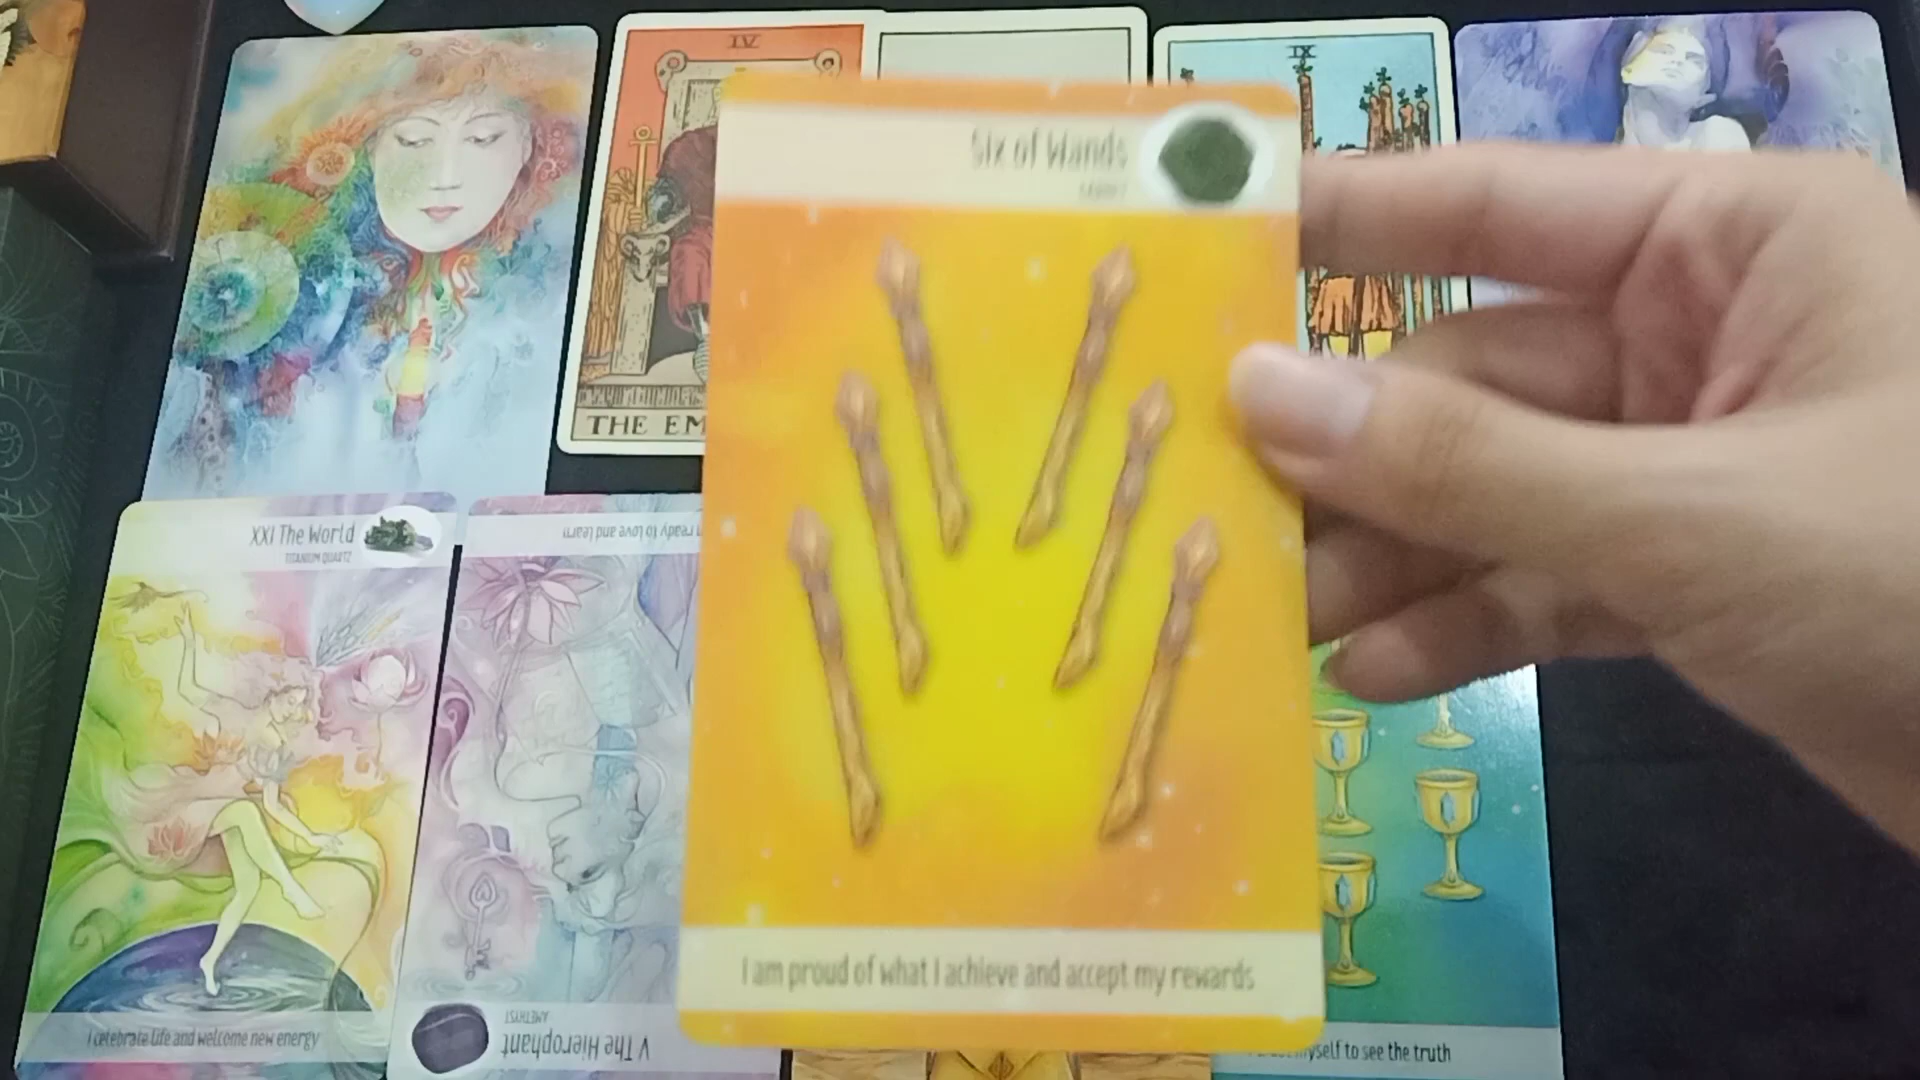 IV
IX
Six of Wands
THE EM
XXI The World
TITANIUM QUARTZ
ready to love and learn
I am proud of what I achieve and accept my rewards
I celebrate life and welcome new energy
V The Hierophant
AMETHYST
myself to see the truth